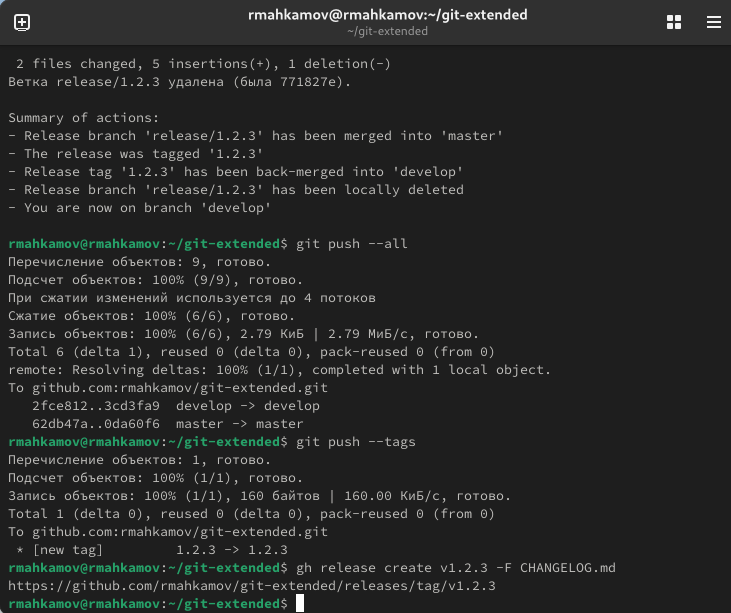 rmahkamov@rmahkamov:~/git-extended
~/git-extended
 2 files changed, 5 insertions(+), 1 deletion(-)
Ветка release/1.2.3 удалена (была 771827e).

Summary of actions:
- Release branch 'release/1.2.3' has been merged into 'master'
- The release was tagged '1.2.3'
- Release tag '1.2.3' has been back-merged into 'develop'
- Release branch 'release/1.2.3' has been locally deleted
- You are now on branch 'develop'

rmahkamov@rmahkamov:~/git-extended$ git push --all
Перечисление объектов: 9, готово.
Подсчет объектов: 100% (9/9), готово.
При сжатии изменений используется до 4 потоков
Сжатие объектов: 100% (6/6), готово.
Запись объектов: 100% (6/6), 2.79 КиБ | 2.79 МиБ/с, готово.
Total 6 (delta 1), reused 0 (delta 0), pack-reused 0 (from 0)
remote: Resolving deltas: 100% (1/1), completed with 1 local object.
To github.com:rmahkamov/git-extended.git
   2fce812..3cd3fa9  develop -> develop
   62db47a..0da60f6  master -> master
rmahkamov@rmahkamov:~/git-extended$ git push --tags
Перечисление объектов: 1, готово.
Подсчет объектов: 100% (1/1), готово.
Запись объектов: 100% (1/1), 160 байтов | 160.00 КиБ/с, готово.
Total 1 (delta 0), reused 0 (delta 0), pack-reused 0 (from 0)
To github.com:rmahkamov/git-extended.git
 * [new tag]         1.2.3 -> 1.2.3
rmahkamov@rmahkamov:~/git-extended$ gh release create v1.2.3 -F CHANGELOG.md
https://github.com/rmahkamov/git-extended/releases/tag/v1.2.3
rmahkamov@rmahkamov:~/git-extended$